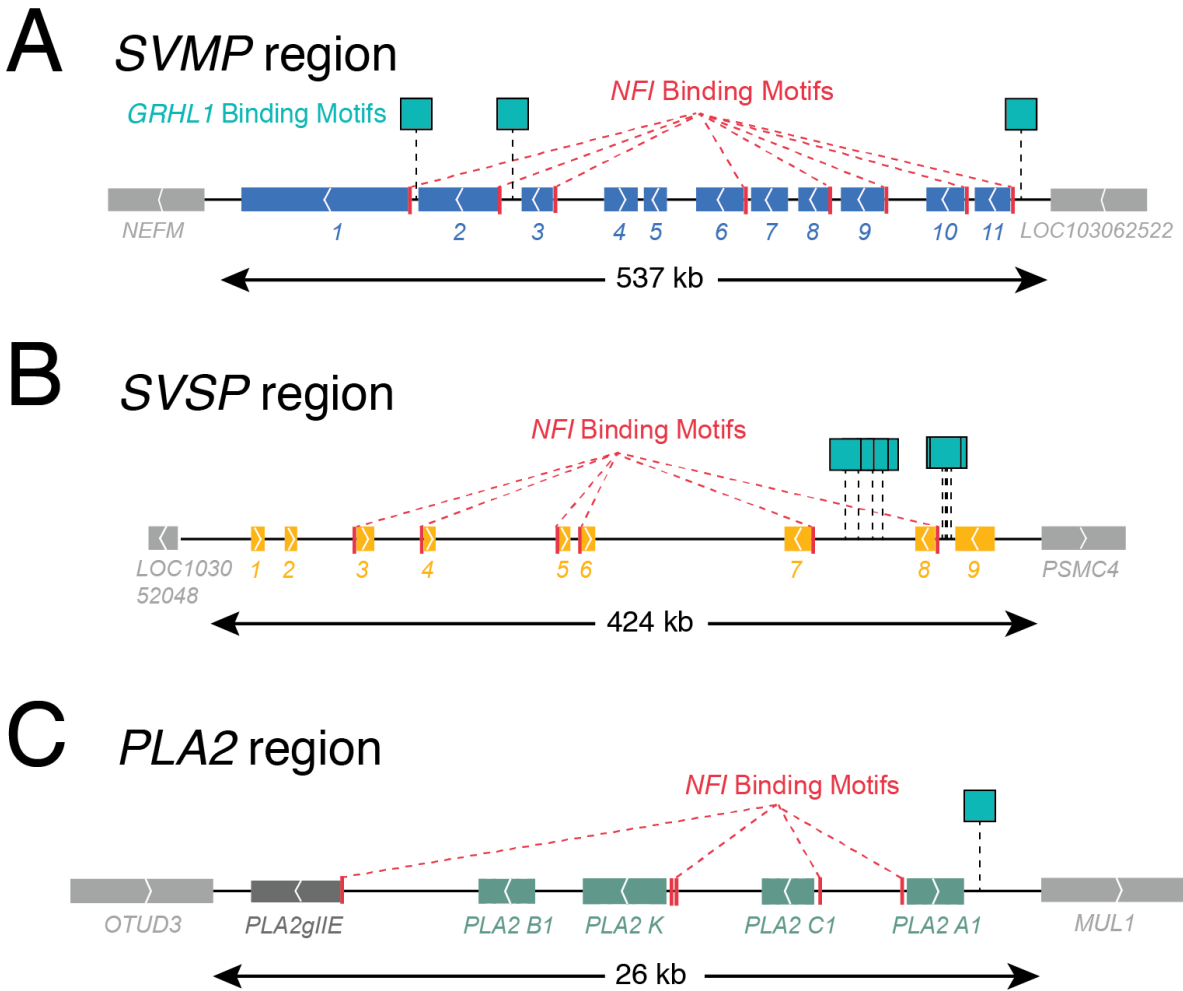 A
SVMP region
NFI Binding Motifs
GRHL1 Binding Motifs
NEFM
1
2
3
4
5
6
7
8
9
10
11
LOC103062522
537 kb
B
SVSP region
NFI Binding Motifs
LOC1030
52048
1
2
3
4
5
6
7
8
9
PSMC4
424 kb
C
PLA2 region
NFI Binding Motifs
OTUD3
PLA2gIIE
PLA2 B1
PLA2 K
PLA2 C1
PLA2 A1
MUL1
26 kb